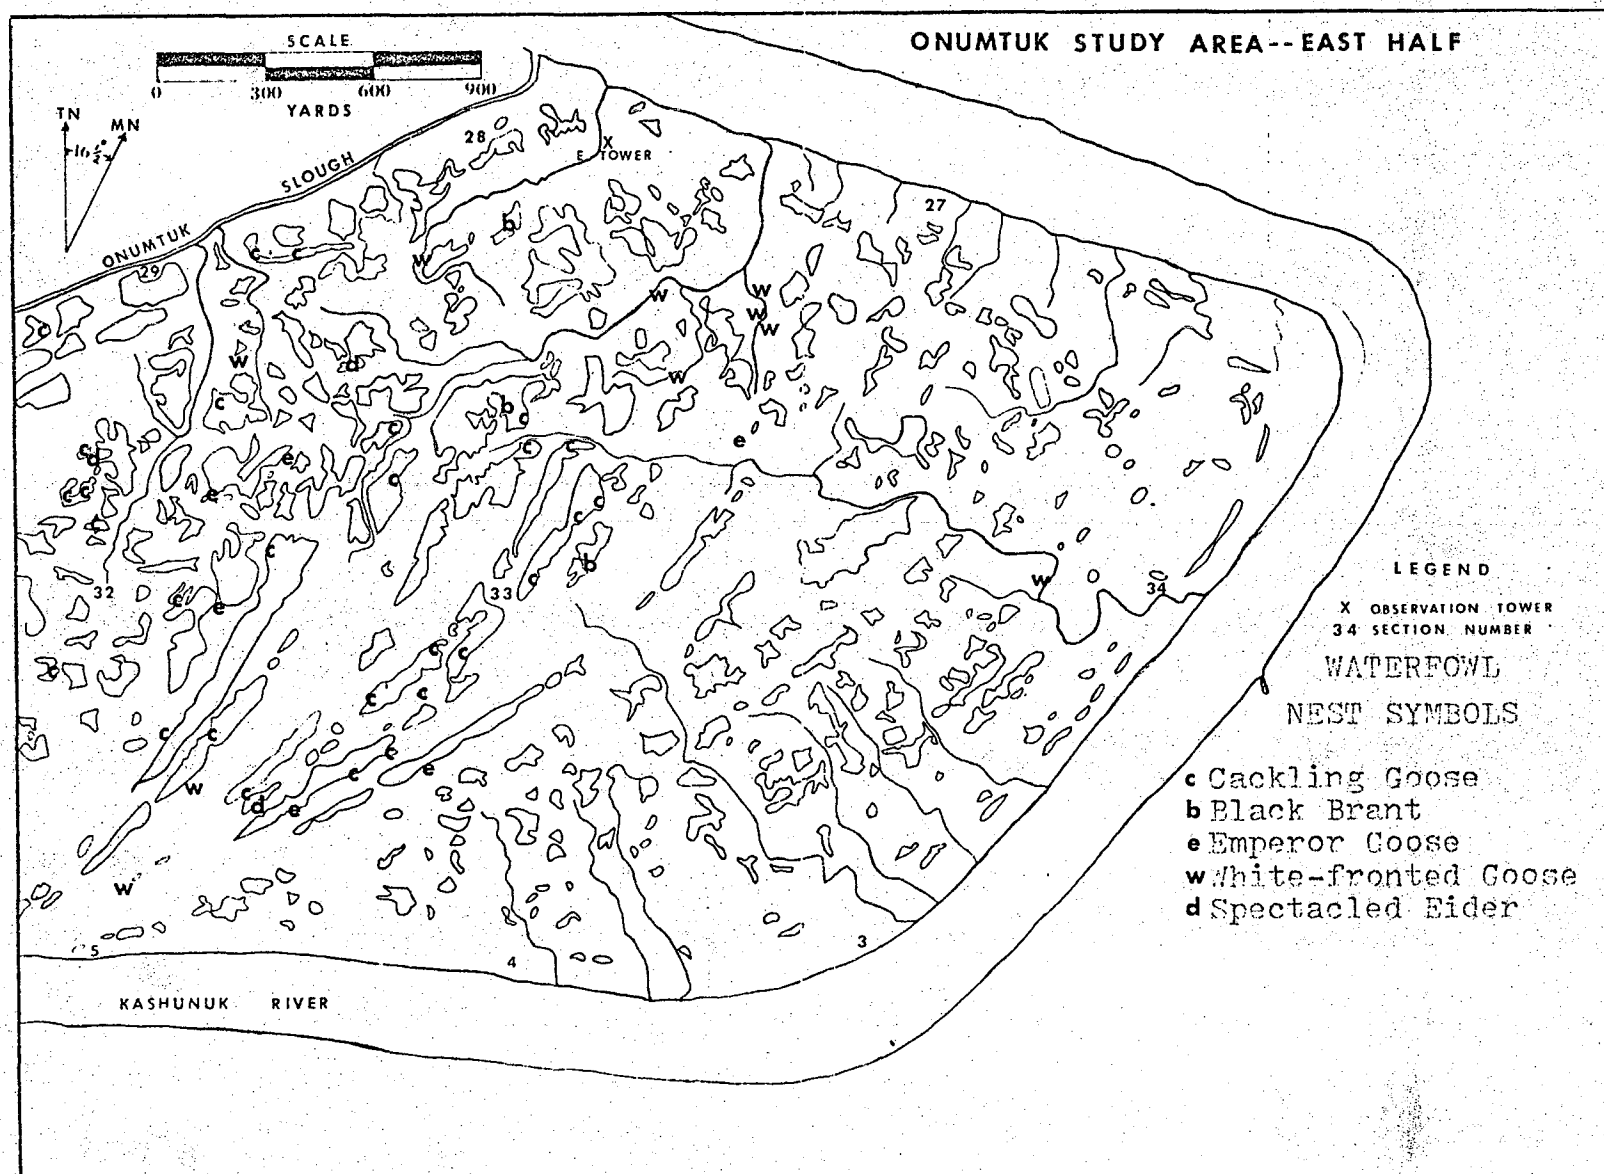 ONUMTUK STUDY AREA--EAST HALF
SCALE
0 300 600 900
YARDS
TN
MN
16½°
ONUMTUK SLOUGH
28
X
E. TOWER
27
29
32
33
34
5
4
3
KASHUNUK RIVER
LEGEND
X OBSERVATION TOWER
34 SECTION NUMBER
WATERFOWL
NEST SYMBOLS
c Cackling Goose
b Black Brant
e Emperor Goose
w White-fronted Goose
d Spectacled Eider